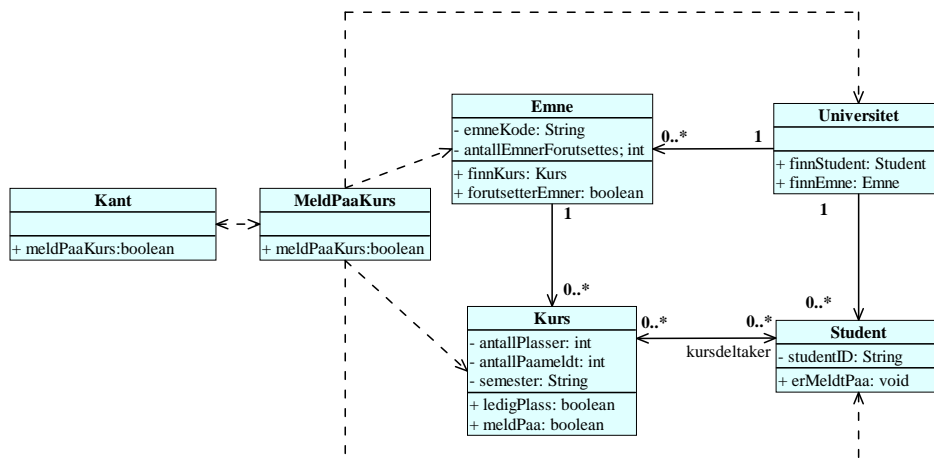 Emne
- emneKode: String
- antallEmnerForutsettes; int
+ finnKurs: Kurs
+ forutsetterEmner: boolean
Universitet
+ finnStudent: Student
+ finnEmne: Emne
0..*
1
Kant
+ meldPaaKurs:boolean
MeldPaaKurs
+ meldPaaKurs:boolean
1
0..*
1
0..*
Kurs
- antallPlasser: int
- antallPaameldt: int
- semester: String
+ ledigPlass: boolean
+ meldPaa: boolean
0..*
0..*
kursdeltaker
Student
- studentID: String
+ erMeldtPaa: void